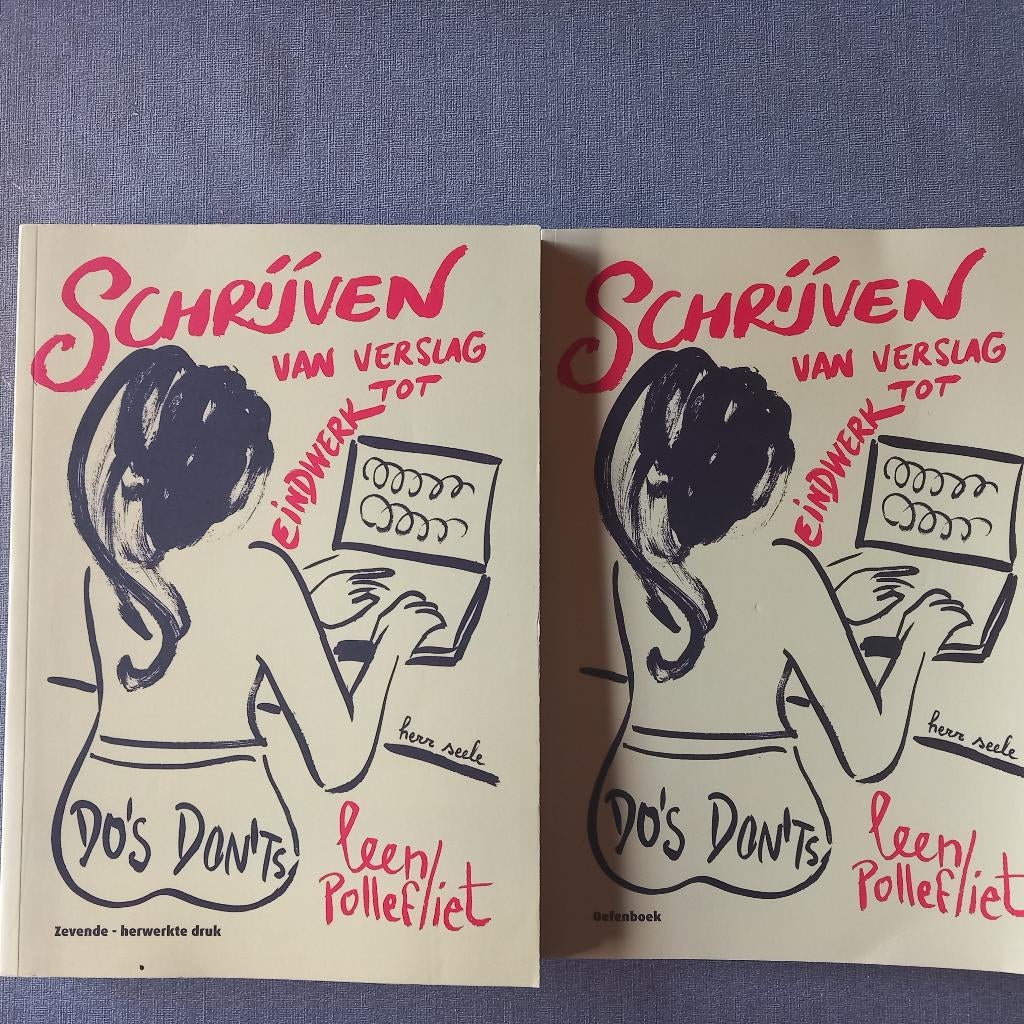 SCHRIJVEN
VAN VERSLAG
TOT
EINDWERK
herr seele
DO'S DON'TS
leen
Pollefliet
Zevende - herwerkte druk
SCHRIJVEN
VAN VERSLAG
TOT
EINDWERK
herr seele
DO'S DON'TS
leen
Pollefliet
Oefenboek